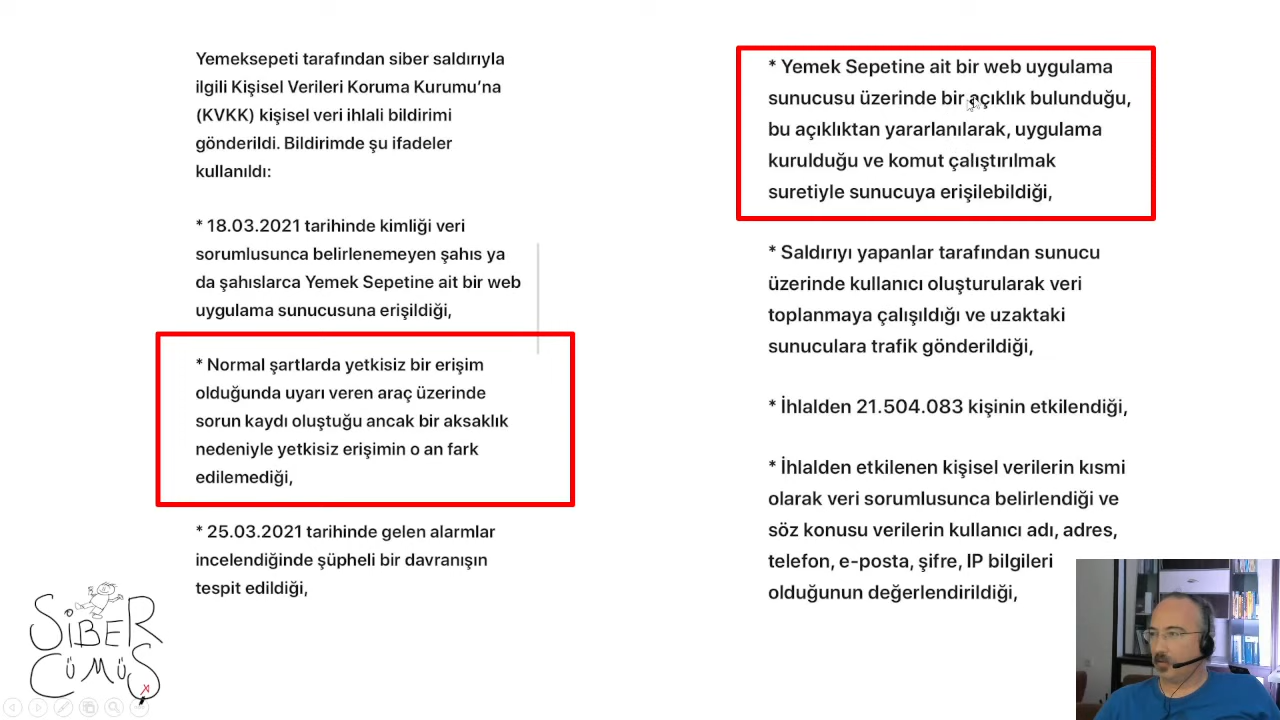 Yemeksepeti tarafından siber saldırıyla
ilgili Kişisel Verileri Koruma Kurumu’na
(KVKK) kişisel veri ihlali bildirimi
gönderildi. Bildirimde şu ifadeler
kullanıldı:
* 18.03.2021 tarihinde kimliği veri
sorumlusunca belirlenemeyen şahıs ya
da şahıslarca Yemek Sepetine ait bir web
uygulama sunucusuna erişildiği,
* Normal şartlarda yetkisiz bir erişim
olduğunda uyarı veren araç üzerinde
sorun kaydı oluştuğu ancak bir aksaklık
nedeniyle yetkisiz erişimin o an fark
edilemediği,
* 25.03.2021 tarihinde gelen alarmlar
incelendiğinde şüpheli bir davranışın
tespit edildiği,
* Yemek Sepetine ait bir web uygulama
sunucusu üzerinde bir açıklık bulunduğu,
bu açıklıktan yararlanılarak, uygulama
kurulduğu ve komut çalıştırılmak
suretiyle sunucuya erişilebildiği,
* Saldırıyı yapanlar tarafından sunucu
üzerinde kullanıcı oluşturularak veri
toplanmaya çalışıldığı ve uzaktaki
sunuculara trafik gönderildiği,
* İhlalden 21.504.083 kişinin etkilendiği,
* İhlalden etkilenen kişisel verilerin kısmi
olarak veri sorumlusunca belirlendiği ve
söz konusu verilerin kullanıcı adı, adres,
telefon, e-posta, şifre, IP bilgileri
olduğunun değerlendirildiği,
SiBER
CÜMÜŞ